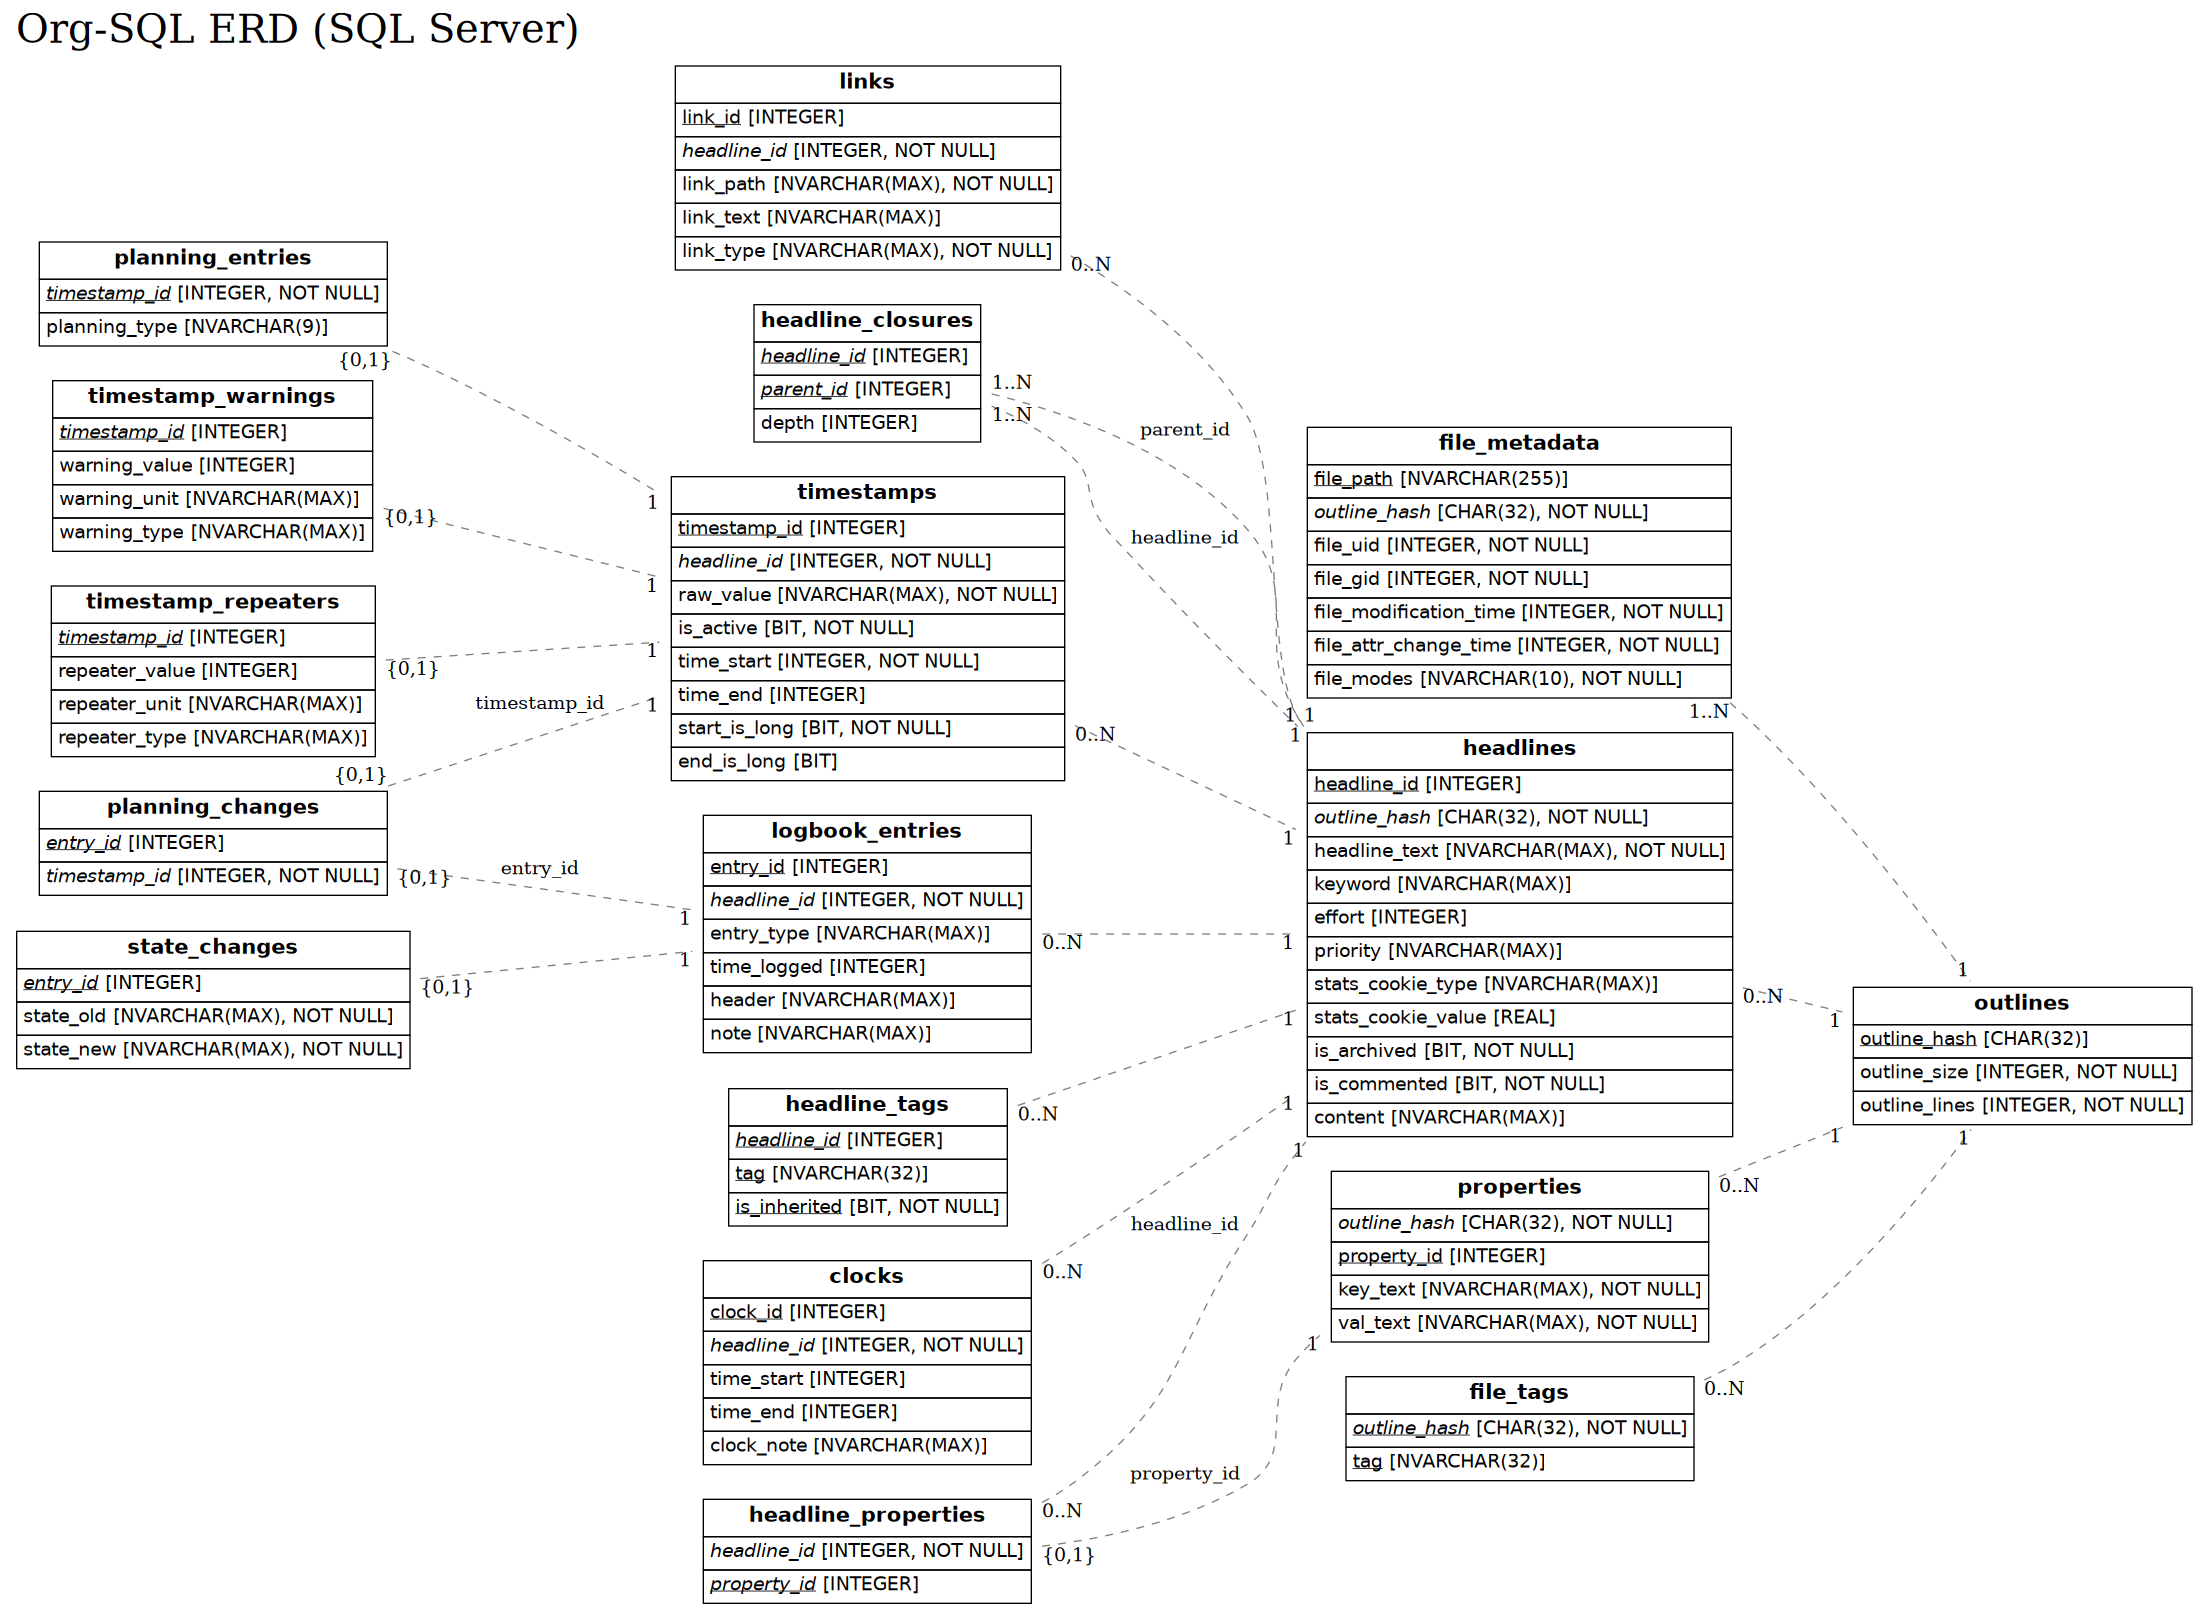 Org-SQL ERD (SQL Server)
links
link_id [INTEGER]
headline_id [INTEGER, NOT NULL]
link_path [NVARCHAR(MAX), NOT NULL]
link_text [NVARCHAR(MAX)]
link_type [NVARCHAR(MAX), NOT NULL]
0..N
planning_entries
timestamp_id [INTEGER, NOT NULL]
planning_type [NVARCHAR(9)]
{0,1}
1
headline_closures
headline_id [INTEGER]
parent_id [INTEGER]
depth [INTEGER]
1..N
1..N
parent_id
headline_id
1 1
1
timestamp_warnings
timestamp_id [INTEGER]
warning_value [INTEGER]
warning_unit [NVARCHAR(MAX)]
warning_type [NVARCHAR(MAX)]
{0,1}
1
timestamps
timestamp_id [INTEGER]
headline_id [INTEGER, NOT NULL]
raw_value [NVARCHAR(MAX), NOT NULL]
is_active [BIT, NOT NULL]
time_start [INTEGER, NOT NULL]
time_end [INTEGER]
start_is_long [BIT, NOT NULL]
end_is_long [BIT]
0..N
1
file_metadata
file_path [NVARCHAR(255)]
outline_hash [CHAR(32), NOT NULL]
file_uid [INTEGER, NOT NULL]
file_gid [INTEGER, NOT NULL]
file_modification_time [INTEGER, NOT NULL]
file_attr_change_time [INTEGER, NOT NULL]
file_modes [NVARCHAR(10), NOT NULL]
1..N
1
timestamp_repeaters
timestamp_id [INTEGER]
repeater_value [INTEGER]
repeater_unit [NVARCHAR(MAX)]
repeater_type [NVARCHAR(MAX)]
{0,1}
1
timestamp_id
1
{0,1}
planning_changes
entry_id [INTEGER]
timestamp_id [INTEGER, NOT NULL]
{0,1}
entry_id
1
state_changes
entry_id [INTEGER]
state_old [NVARCHAR(MAX), NOT NULL]
state_new [NVARCHAR(MAX), NOT NULL]
{0,1}
1
logbook_entries
entry_id [INTEGER]
headline_id [INTEGER, NOT NULL]
entry_type [NVARCHAR(MAX)]
time_logged [INTEGER]
header [NVARCHAR(MAX)]
note [NVARCHAR(MAX)]
0..N
1
headlines
headline_id [INTEGER]
outline_hash [CHAR(32), NOT NULL]
headline_text [NVARCHAR(MAX), NOT NULL]
keyword [NVARCHAR(MAX)]
effort [INTEGER]
priority [NVARCHAR(MAX)]
stats_cookie_type [NVARCHAR(MAX)]
stats_cookie_value [REAL]
is_archived [BIT, NOT NULL]
is_commented [BIT, NOT NULL]
content [NVARCHAR(MAX)]
0..N
1
outlines
outline_hash [CHAR(32)]
outline_size [INTEGER, NOT NULL]
outline_lines [INTEGER, NOT NULL]
headline_tags
headline_id [INTEGER]
tag [NVARCHAR(32)]
is_inherited [BIT, NOT NULL]
0..N
1
clocks
clock_id [INTEGER]
headline_id [INTEGER, NOT NULL]
time_start [INTEGER]
time_end [INTEGER]
clock_note [NVARCHAR(MAX)]
0..N
1
properties
outline_hash [CHAR(32), NOT NULL]
property_id [INTEGER]
key_text [NVARCHAR(MAX), NOT NULL]
val_text [NVARCHAR(MAX), NOT NULL]
0..N
1
file_tags
outline_hash [CHAR(32), NOT NULL]
tag [NVARCHAR(32)]
0..N
1
headline_properties
headline_id [INTEGER, NOT NULL]
property_id [INTEGER]
0..N
headline_id
1
{0,1}
property_id
1